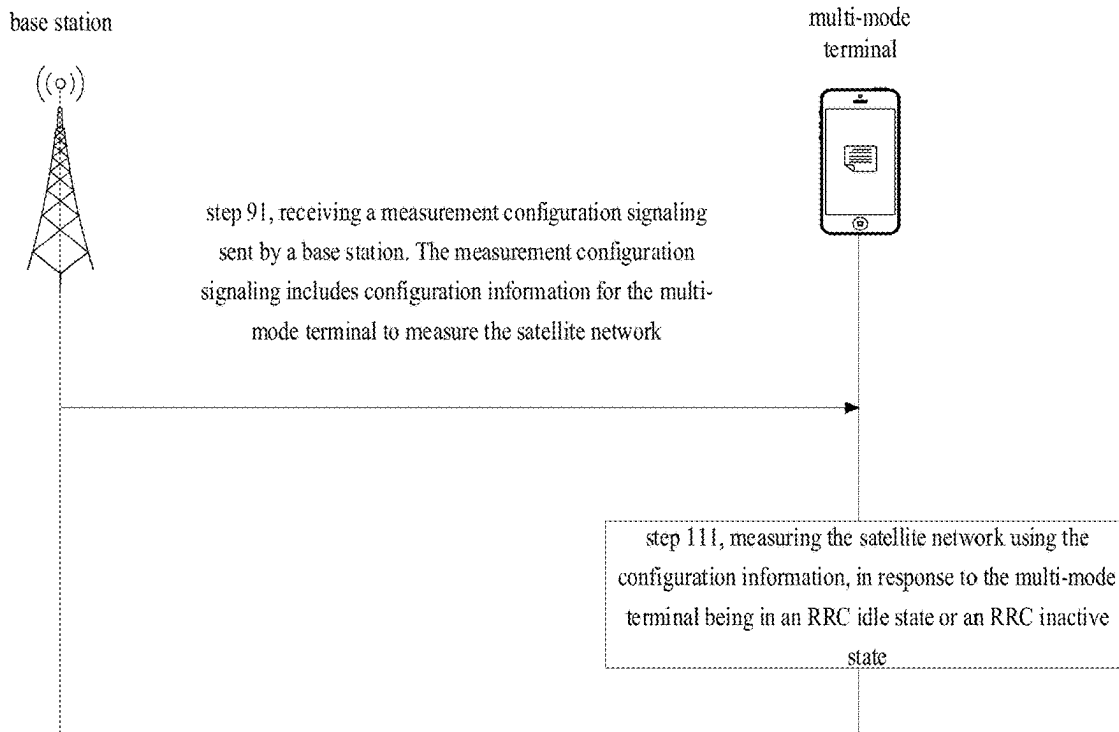 base station
multi-mode
terminal
step 91, receiving a measurement configuration signaling
sent by a base station. The measurement configuration
signaling includes configuration information for the multi-
mode terminal to measure the satellite network
step 111, measuring the satellite network using the
configuration information, in response to the multi-mode
terminal being in an RRC idle state or an RRC inactive
state